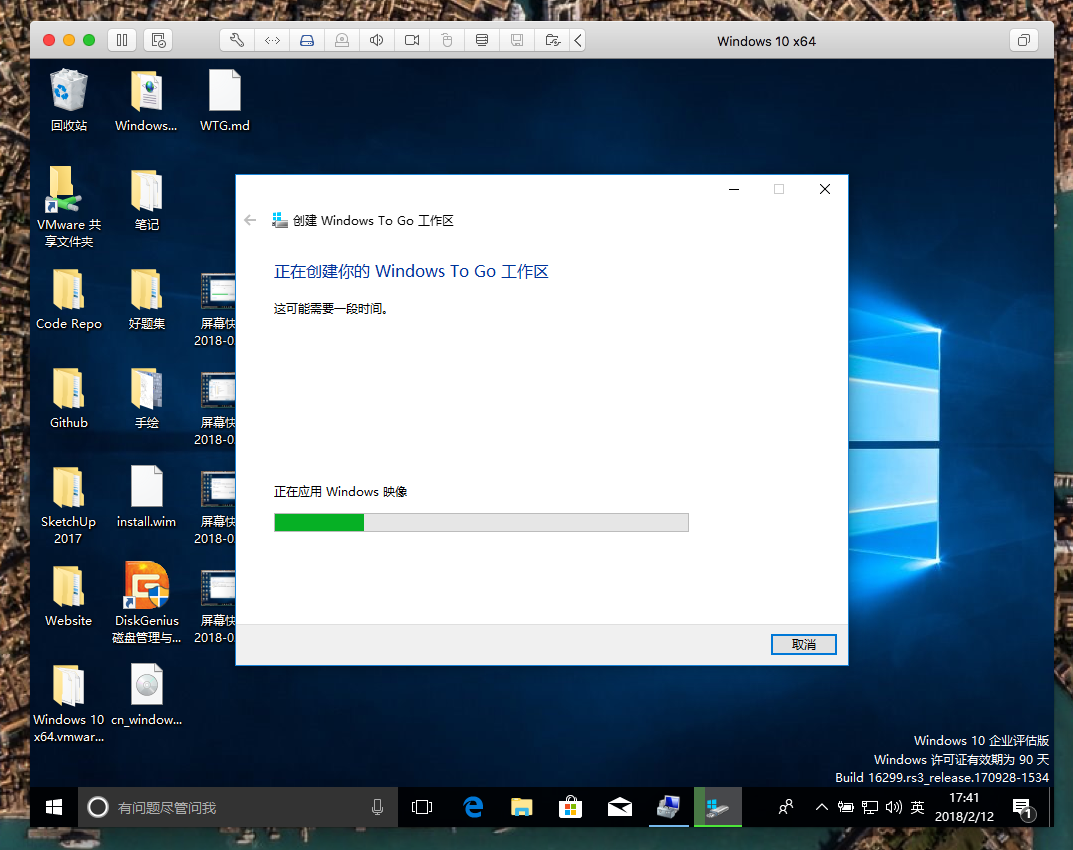 Windows 10 x64
回收站
Windows...
WTG.md
VMware 共
享文件夹
笔记
Code Repo
好题集
屏幕快
2018-0
Github
手绘
屏幕快
2018-0
SketchUp
2017
install.wim
屏幕快
2018-0
Website
DiskGenius
磁盘管理与...
屏幕快
2018-0
Windows 10
x64.vmwar...
cn_window...
创建 Windows To Go 工作区
正在创建你的 Windows To Go 工作区
这可能需要一段时间。
正在应用 Windows 映像
取消
Windows 10 企业评估版
Windows 许可证有效期为 90 天
Build 16299.rs3_release.170928-1534
有问题尽管问我
英
17:41
2018/2/12
1